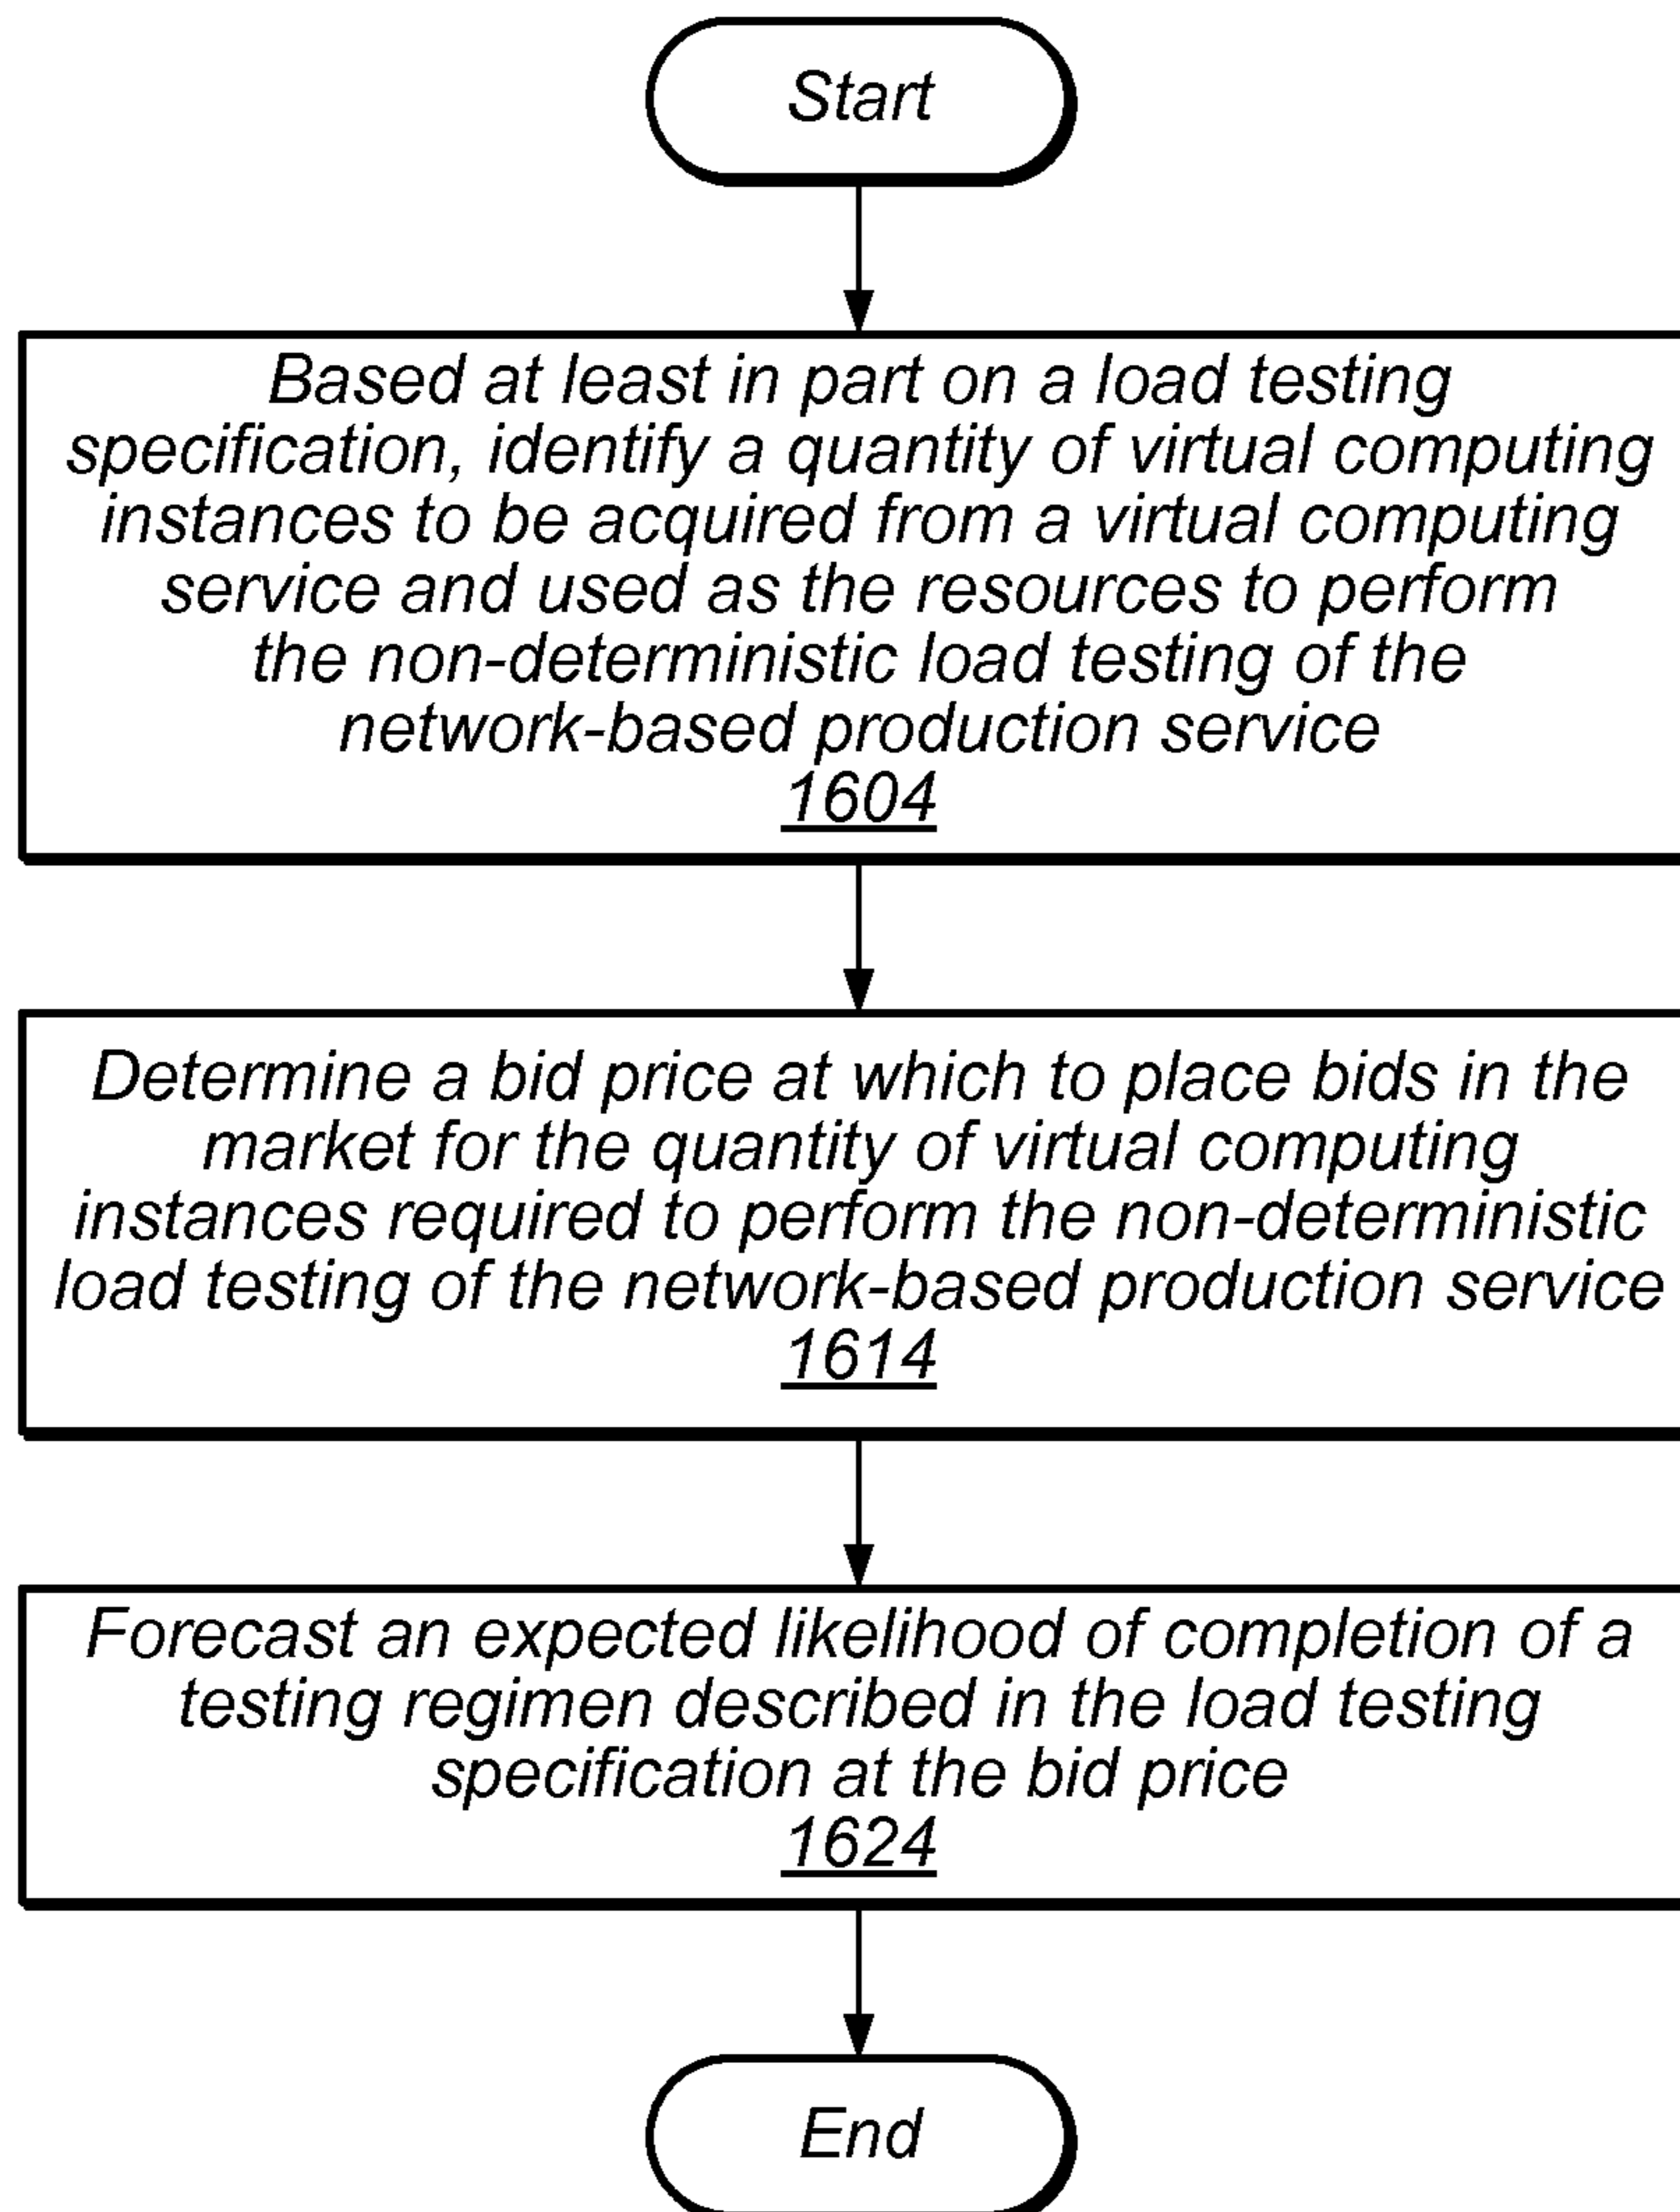 Start
Based at least in part on a load testing
specification, identify a quantity of virtual computing
instances to be acquired from a virtual computing
service and used as the resources to perform
the non-deterministic load testing of the
network-based production service
1604
Determine a bid price at which to place bids in the
market for the quantity of virtual computing
instances required to perform the non-deterministic
load testing of the network-based production service
1614
Forecast an expected likelihood of completion of a
testing regimen described in the load testing
specification at the bid price
1624
End